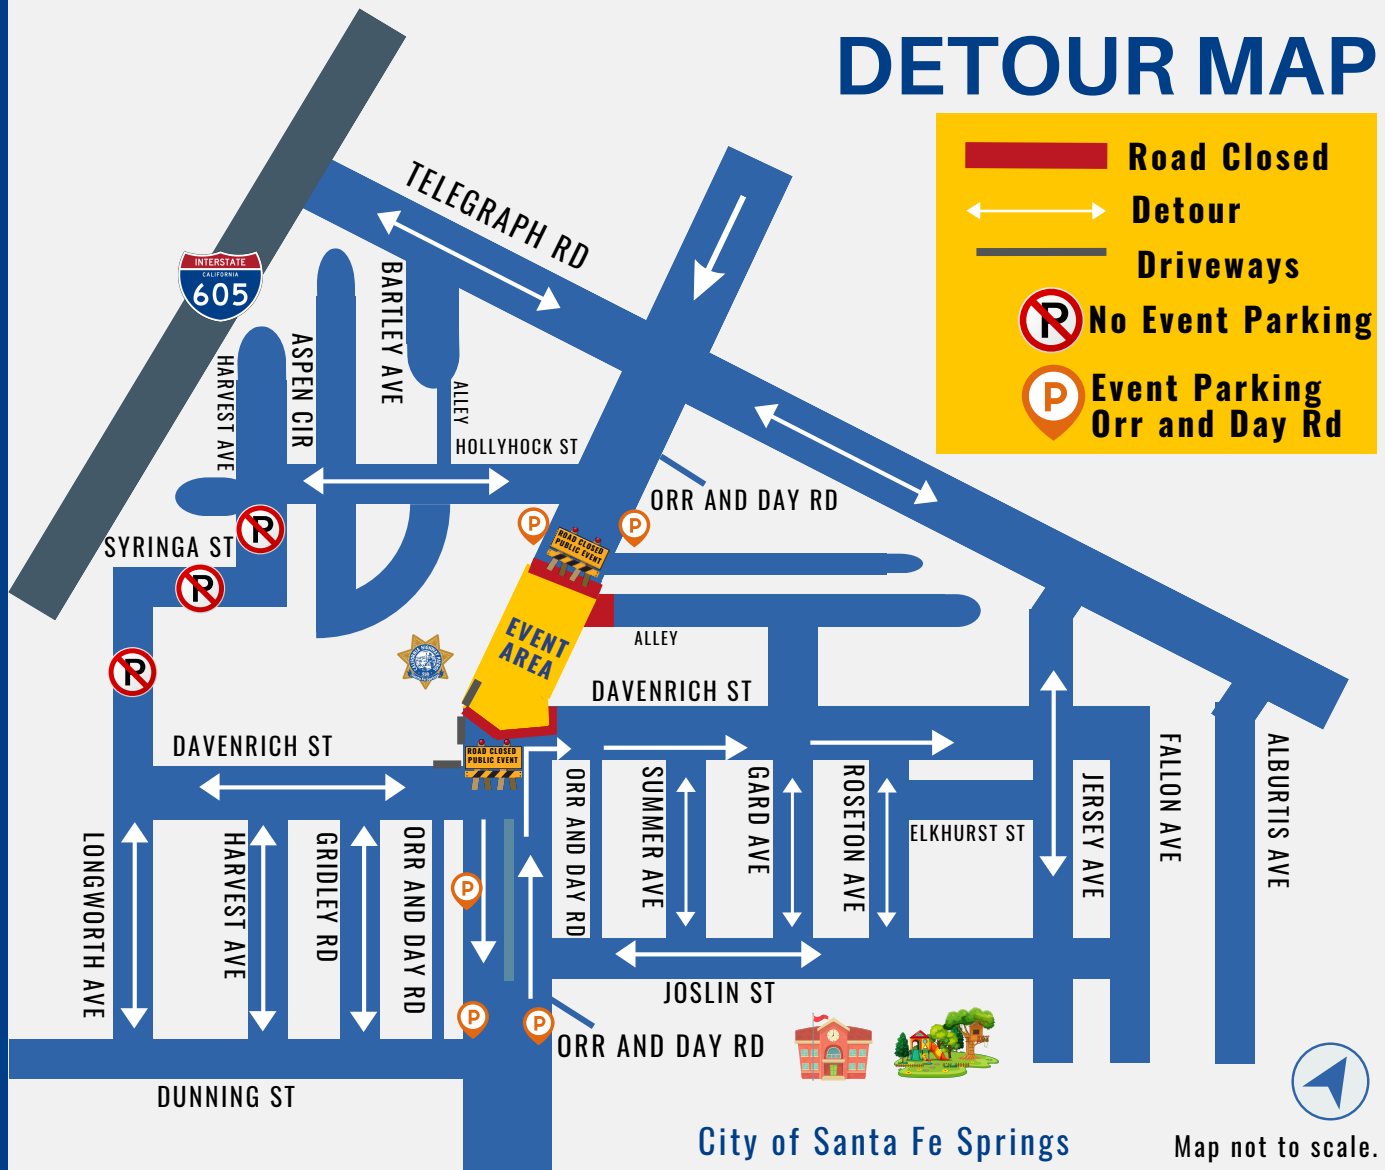 DETOUR MAP
Road Closed
Detour
Driveways
P
No Event Parking
P
Event Parking
Orr and Day Rd
TELEGRAPH RD
INTERSTATE
CALIFORNIA
605
BARTLEY AVE
ASPEN CIR
HARVEST AVE
ALLEY
HOLLYHOCK ST
ORR AND DAY RD
P
P
P
SYRINGA ST
P
P
ROAD CLOSED
PUBLIC EVENT
EVENT
AREA
ALLEY
DAVENRICH ST
DAVENRICH ST
ROAD CLOSED
PUBLIC EVENT
LONGWORTH AVE
HARVEST AVE
GRIDLEY RD
ORR AND DAY RD
P
ORR AND DAY RD
SUMMER AVE
GARD AVE
ROSETON AVE
ELKHURST ST
JERSEY AVE
FALLON AVE
ALBURTIS AVE
JOSLIN ST
P
P
ORR AND DAY RD
DUNNING ST
City of Santa Fe Springs
Map not to scale.